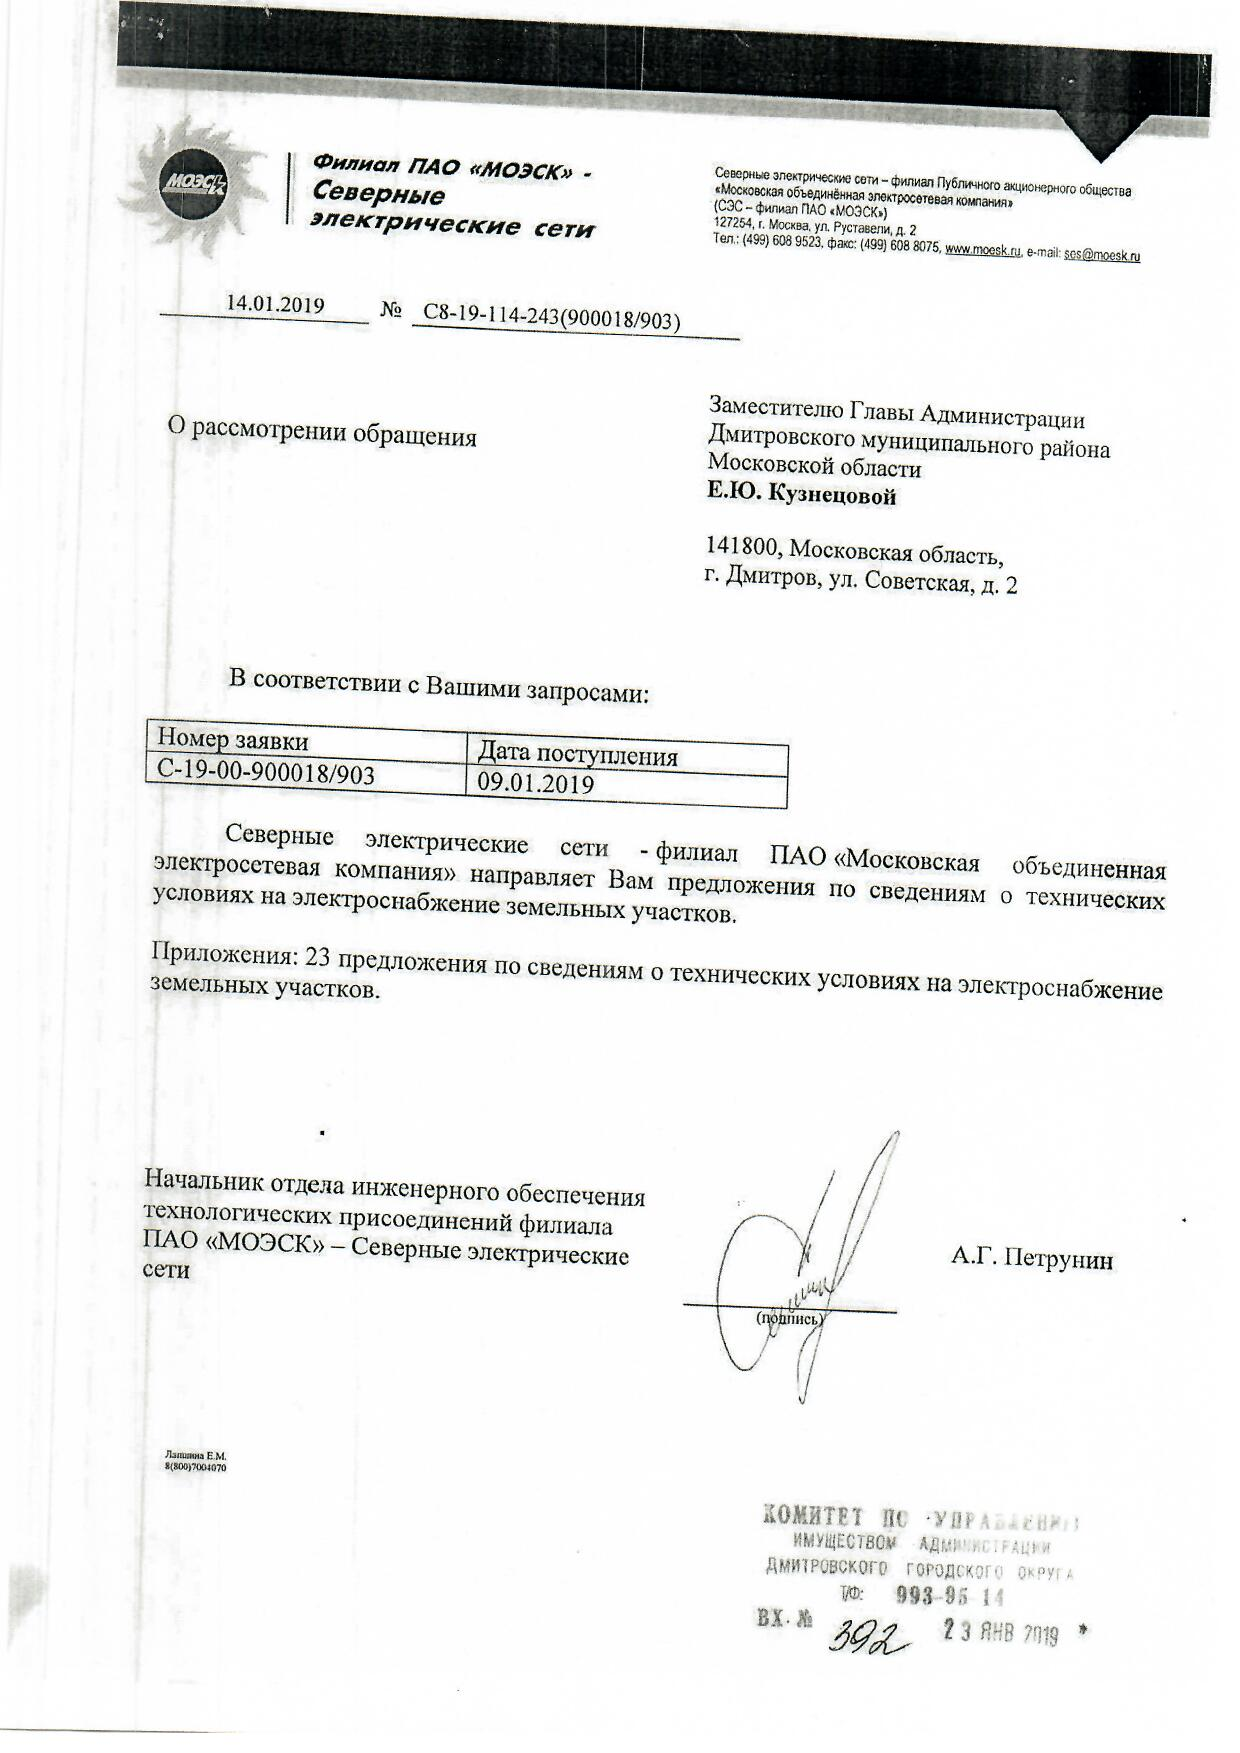 МОЭСК
Филиал ПАО «МОЭСК» -
Северные
электрические сети
Северные электрические сети – филиал Публичного акционерного общества
«Московская объединённая электросетевая компания»
(СЭС – филиал ПАО «МОЭСК»)
127254, г. Москва, ул. Руставели, д. 2
Тел.: (499) 608 9523, факс: (499) 608 8075, www.moesk.ru, e-mail: ses@moesk.ru
14.01.2019 № С8-19-114-243(900018/903)
О рассмотрении обращения
Заместителю Главы Администрации
Дмитровского муниципального района
Московской области
Е.Ю. Кузнецовой
141800, Московская область,
г. Дмитров, ул. Советская, д. 2
В соответствии с Вашими запросами:
Номер заявки Дата поступления
С-19-00-900018/903 09.01.2019
Северные электрические сети - филиал ПАО «Московская объединенная
электросетевая компания» направляет Вам предложения по сведениям о технических
условиях на электроснабжение земельных участков.
Приложения: 23 предложения по сведениям о технических условиях на электроснабжение
земельных участков.
Начальник отдела инженерного обеспечения
технологических присоединений филиала
ПАО «МОЭСК» – Северные электрические
сети
А.Г. Петрунин
(подпись)
Лапшина Е.М.
8(800)7004070
КОМИТЕТ ПО УПРАВЛЕНИЮ
ИМУЩЕСТВОМ АДМИНИСТРАЦИИ
ДМИТРОВСКОГО ГОРОДСКОГО ОКРУГА
Т/Ф: 993-95 14
ВХ. № 392 23 ЯНВ 2019 *